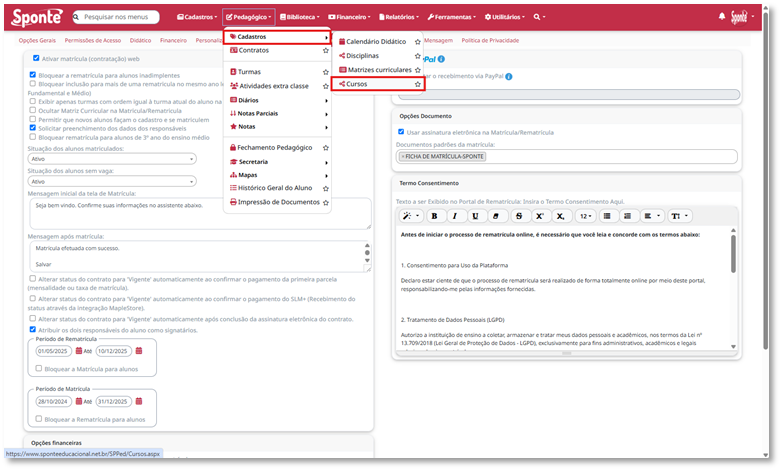 Sponte
Pesquisar nos menus
Cadastros
Pedagógico
Biblioteca
Financeiro
Relatórios
Ferramentas
Utilitários
Sponte
Opções Gerais
Permissões de Acesso
Didático
Financeiro
Mensagem
Política de Privacidade
Cadastros
Contratos
Turmas
Atividades extra classe
Diários
Notas Parciais
Notas
Fechamento Pedagógico
Secretaria
Mapas
Histórico Geral do Aluno
Impressão de Documentos
Calendário Didático
Disciplinas
Matrizes curriculares
Cursos
Ativar matrícula (contratação) web
Bloquear a rematrícula para alunos inadimplentes
Bloquear inclusão para mais de uma rematrícula no mesmo
Fundamental e Médio)
Exibir apenas turmas com ordem igual à turma atual do aluno na
Ocultar Matriz Curricular na Matrícula/Rematrícula
Permitir que novos alunos façam o cadastro e se matriculem
Solicitar preenchimento dos dados dos responsáveis
Bloquear rematrícula para alunos de 3º ano do ensino médio
Situação dos alunos matriculados:
Ativo
Situação dos alunos sem vaga:
Ativo
Mensagem inicial da teia de Matrícula:
Seja bem vindo. Confirme suas informações no assistente abaixo.
Mensagem após matrícula:
Matrícula efetuada com sucesso.
Salvar
Alterar status do contrato para 'Vigente' automaticamente ao confirmar o pagamento da primeira parcela
(mensalidade ou taxa de matrícula).
Alterar status do contrato para 'Vigente' automaticamente ao confirmar o pagamento do SLM+ (Recebimento do
status através da integração MapleStore).
Alterar status do contrato para 'Vigente' automaticamente após conclusão da assinatura eletrônica do contrato.
Atribuir os dois responsáveis do aluno como signatários.
Período de Rematrícula
01/05/2025 Até 10/12/2025
Bloquear a Matrícula para alunos
Período de Matrícula
28/10/2024 Até 31/12/2025
Bloquear a Rematrícula para alunos
Opções financeiras
https://www.sponteeducacional.net.br/SPPed/Cursos.aspx
Pal
o recebimento via PayPal
Opções Documento
Usar assinatura eletrônica na Matrícula/Rematrícula
Documentos padrões da matrícula:
× FICHA DE MATRÍCULA-SPONTE
Termo Consentimento
Texto a ser Exibido no Portal de Rematrícula: Insira o Termo Consentimento Aqui.
B I U S X² X₂ 12 T↕
Antes de iniciar o processo de rematrícula online, é necessário que você leia e concorde com os termos abaixo:
1. Consentimento para Uso da Plataforma
Declaro estar ciente de que o processo de rematrícula será realizado de forma totalmente online por meio deste portal,
responsabilizando-me pelas informações fornecidas.
2. Tratamento de Dados Pessoais (LGPD)
Autorizo a instituição de ensino a coletar, armazenar e tratar meus dados pessoais e acadêmicos, nos termos da Lei nº
13.709/2018 (Lei Geral de Proteção de Dados - LGPD), exclusivamente para fins administrativos, acadêmicos e legais